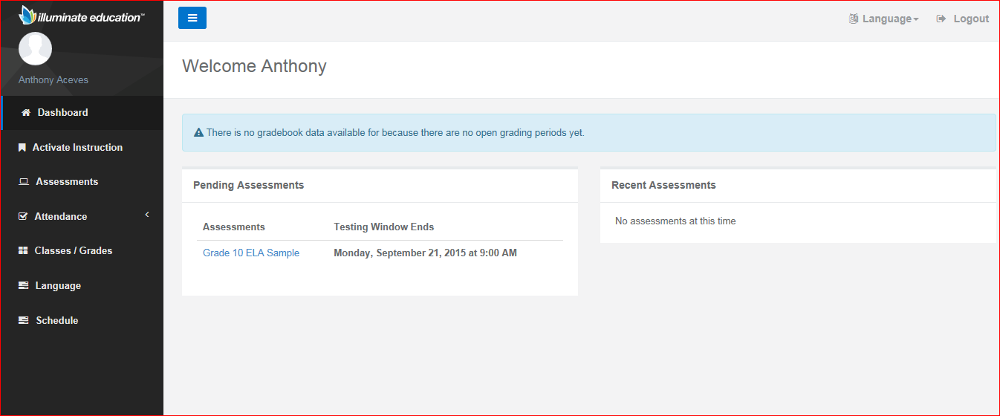 illuminate education™
Language
Logout
Anthony Aceves
Welcome Anthony
Dashboard
Activate Instruction
Assessments
Attendance
Classes / Grades
Language
Schedule
There is no gradebook data available for because there are no open grading periods yet.
Pending Assessments
Assessments Testing Window Ends
Grade 10 ELA Sample Monday, September 21, 2015 at 9:00 AM
Recent Assessments
No assessments at this time